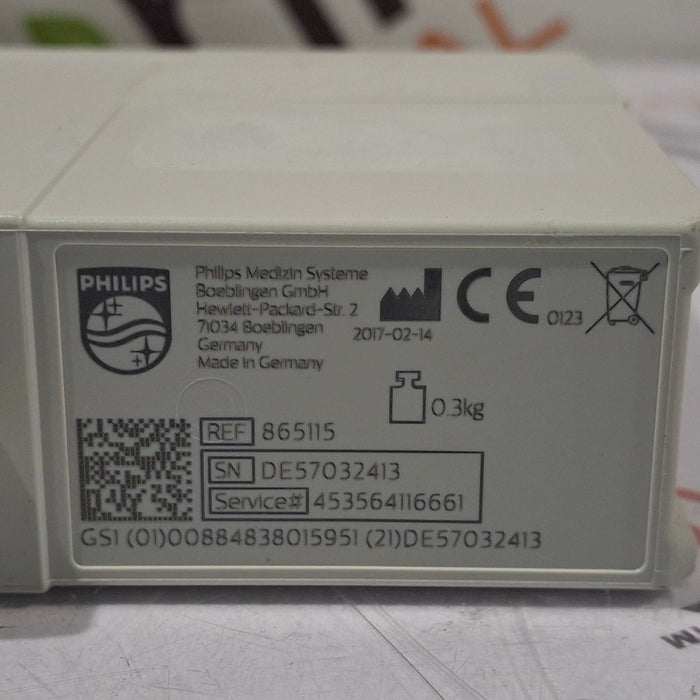 PHILIPS
Philips Medizin Systeme
Boeblingen GmbH
Hewlett-Packard-Str. 2
71034 Boeblingen
Germany
Made in Germany
2017-02-14
CE 0123
0.3kg
REF 865115
SN DE57032413
Service# 453564116661
GS1 (01)00884838015951 (21)DE57032413